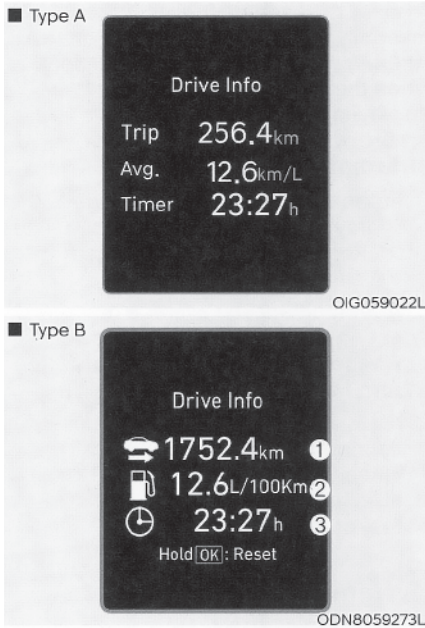 ■ Type A
Drive Info
Trip 256.4km
Avg. 12.6km/L
Timer 23:27h
OIG059022L
■ Type B
Drive Info
1752.4km ①
12.6L/100Km ②
23:27h ③
Hold OK : Reset
ODN8059273L